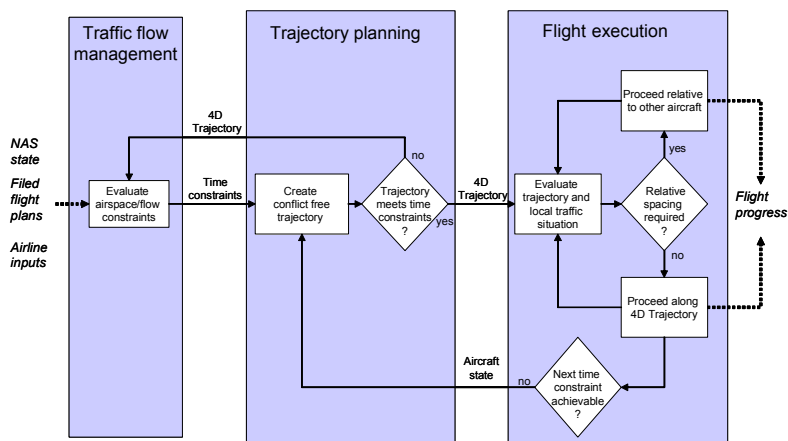 Traffic flow
management
Trajectory planning
Flight execution
4D
Trajectory
no
NAS
state
Filed
flight
plans
Airline
inputs
Evaluate
airspace/flow
constraints
Time
constraints
Create
conflict free
trajectory
Trajectory
meets time
constraints
?
yes
4D
Trajectory
Proceed relative
to other aircraft
yes
Evaluate
trajectory and
local traffic
situation
Relative
spacing
required
?
no
Flight
progress
Proceed along
4D Trajectory
Aircraft
state
no
Next time
constraint
achievable
?